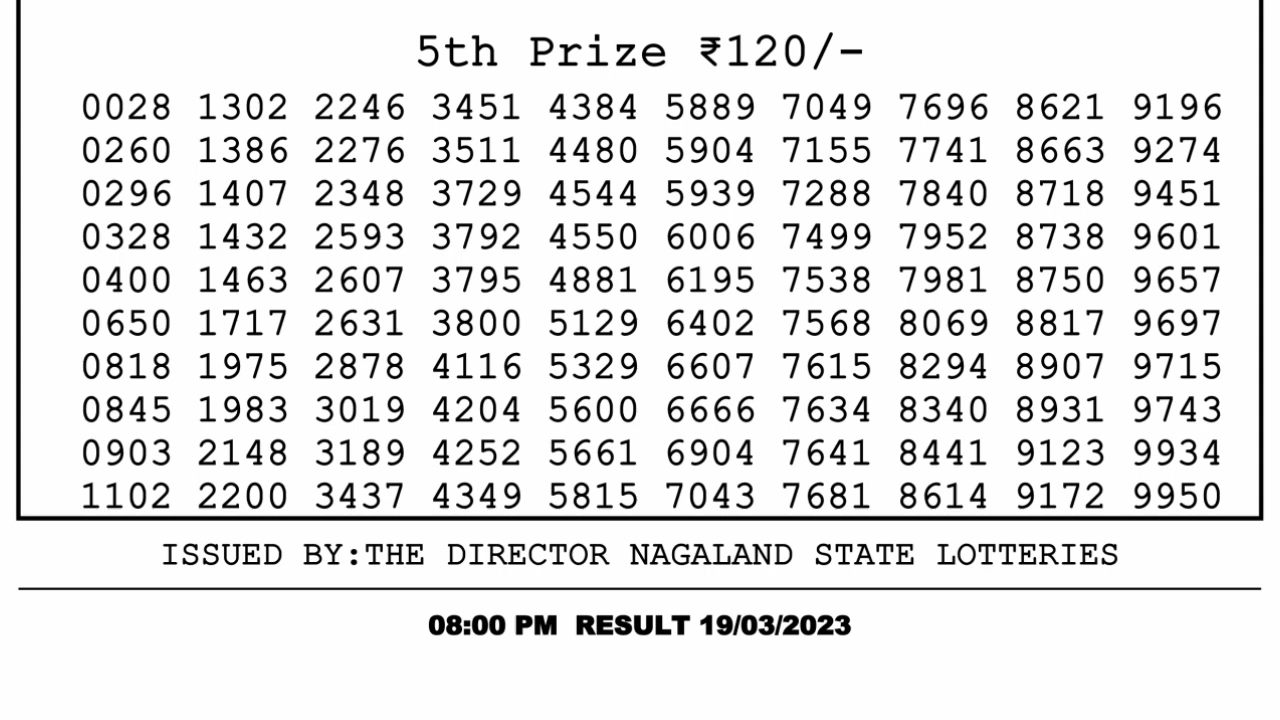 5th Prize ₹120/-
0028 1302 2246 3451 4384 5889 7049 7696 8621 9196
0260 1386 2276 3511 4480 5904 7155 7741 8663 9274
0296 1407 2348 3729 4544 5939 7288 7840 8718 9451
0328 1432 2593 3792 4550 6006 7499 7952 8738 9601
0400 1463 2607 3795 4881 6195 7538 7981 8750 9657
0650 1717 2631 3800 5129 6402 7568 8069 8817 9697
0818 1975 2878 4116 5329 6607 7615 8294 8907 9715
0845 1983 3019 4204 5600 6666 7634 8340 8931 9743
0903 2148 3189 4252 5661 6904 7641 8441 9123 9934
1102 2200 3437 4349 5815 7043 7681 8614 9172 9950
ISSUED BY:THE DIRECTOR NAGALAND STATE LOTTERIES
08:00 PM RESULT 19/03/2023